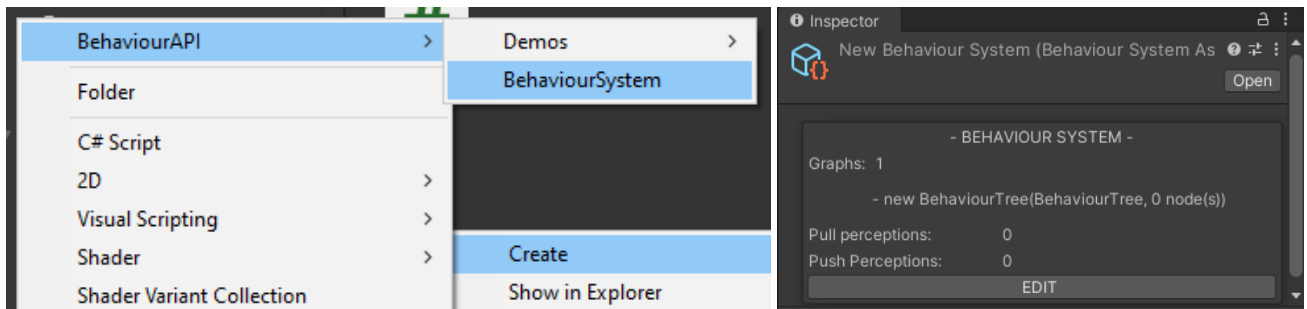 BehaviourAPI
Folder
C# Script
2D
Visual Scripting
Shader
Shader Variant Collection
Demos
BehaviourSystem
Create
Show in Explorer
Inspector
New Behaviour System (Behaviour System As
Open
- BEHAVIOUR SYSTEM -
Graphs: 1
- new BehaviourTree(BehaviourTree, 0 node(s))
Pull perceptions: 0
Push Perceptions: 0
EDIT